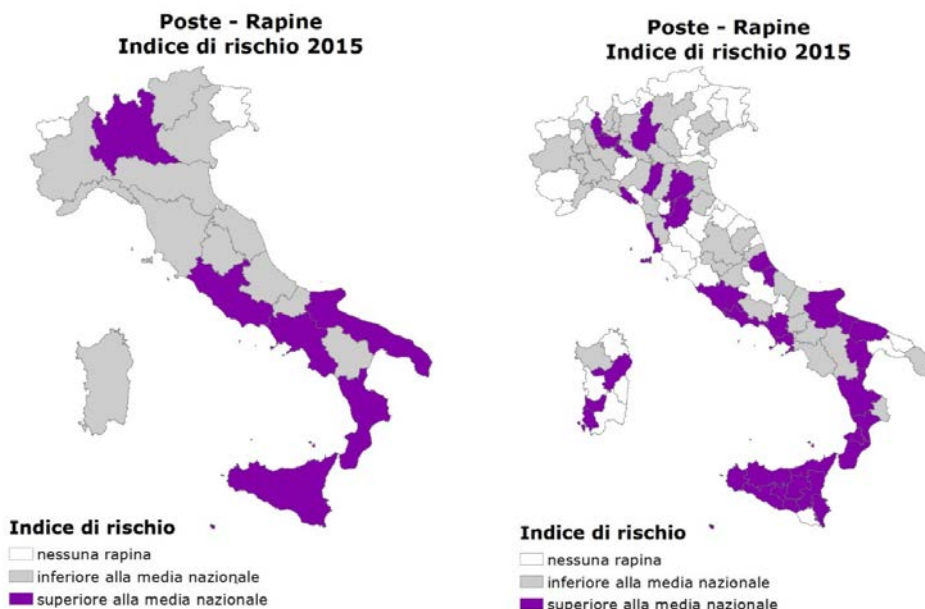 Poste - Rapine
Indice di rischio 2015
Indice di rischio
nessuna rapina
inferiore alla media nazionale
superiore alla media nazionale
Poste - Rapine
Indice di rischio 2015
Indice di rischio
nessuna rapina
inferiore alla media nazionale
superiore alla media nazionale